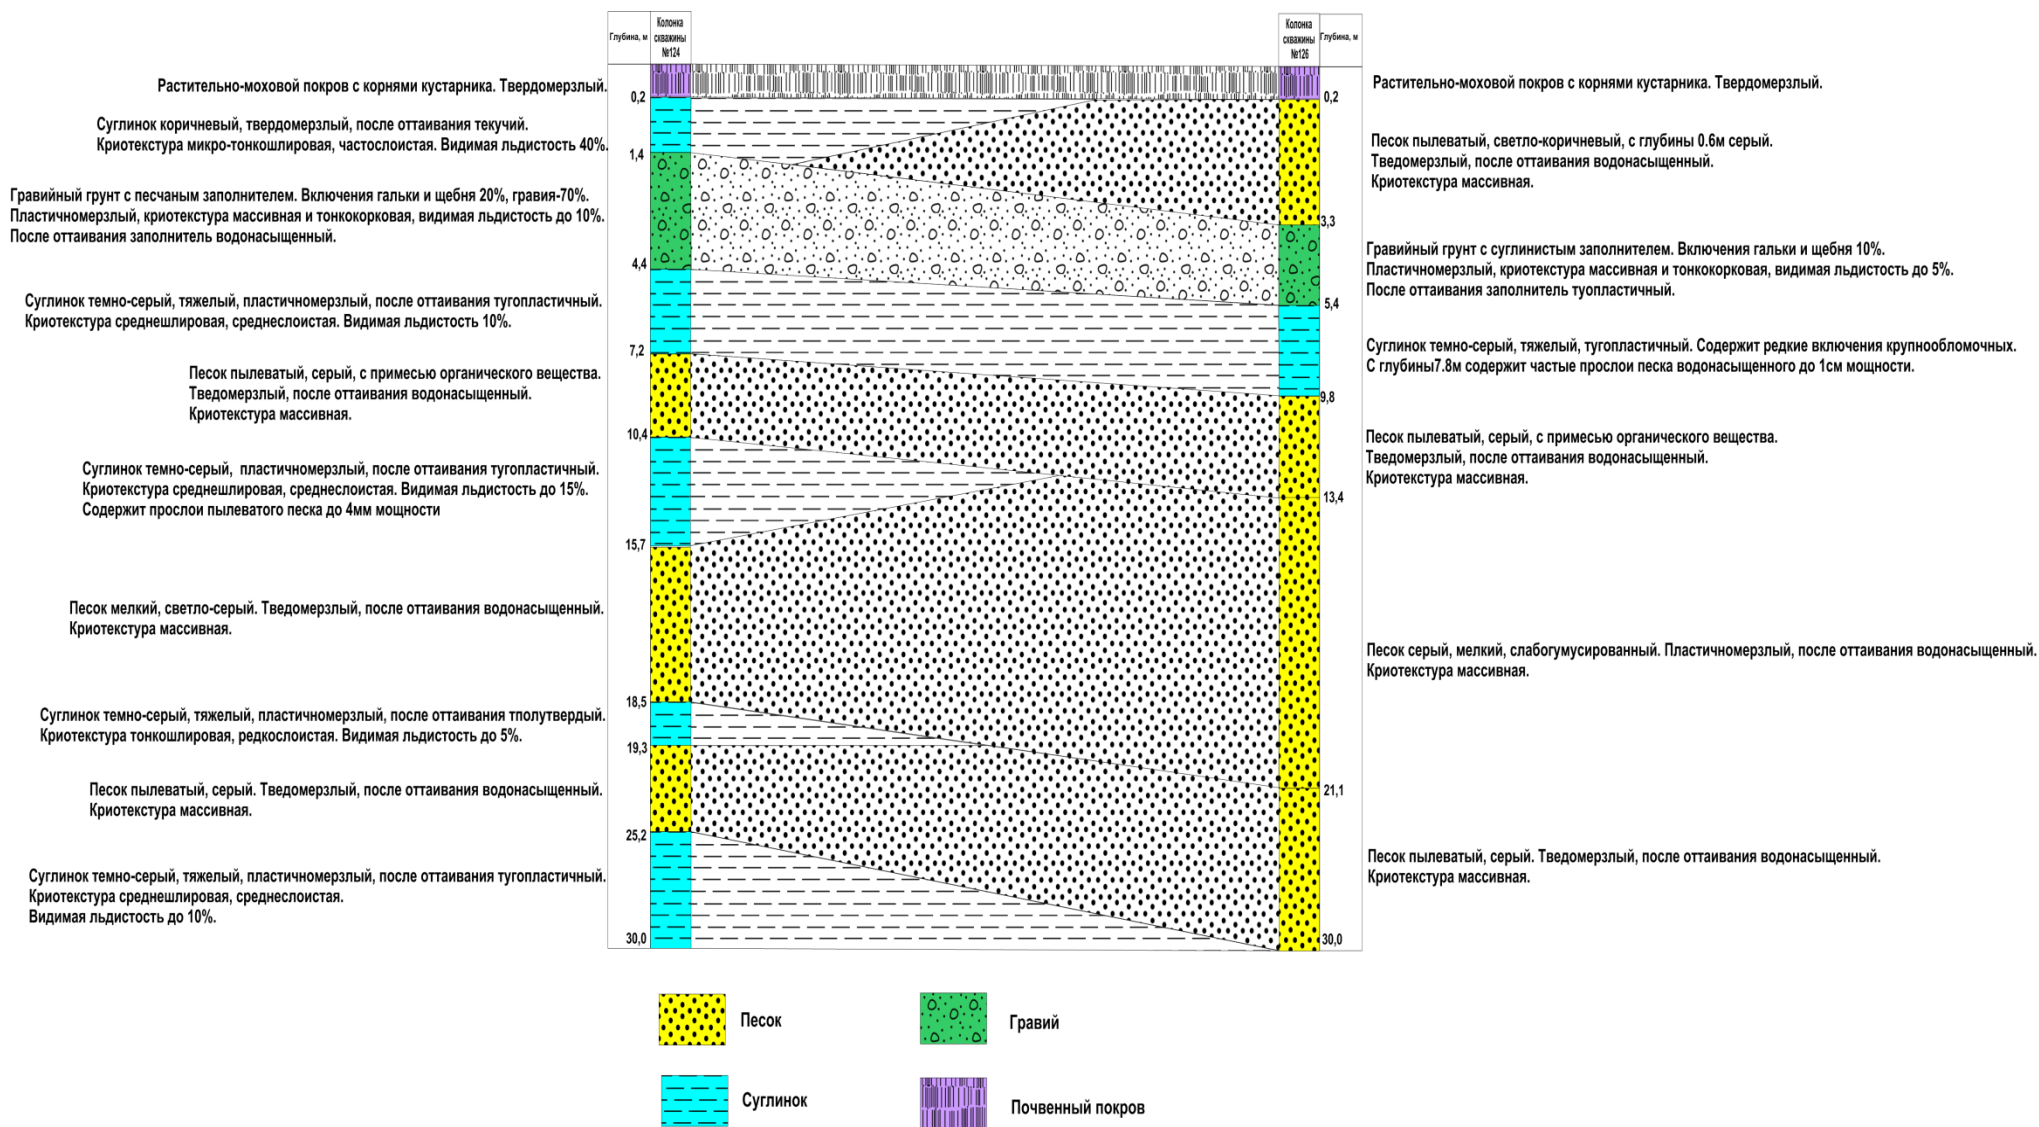 Глубина, м
Колонка
скважины
№124
Колонка
скважины
№126
Глубина, м
Растительно-моховой покров с корнями кустарника. Твердомерзлый.
0,2
Суглинок коричневый, твердомерзлый, после оттаивания текучий.
Криотекстура микро-тонкошлировая, частослоистая. Видимая льдистость 40%.
1,4
Гравийный грунт с песчаным заполнителем. Включения гальки и щебня 20%, гравия-70%.
Пластичномерзлый, криотекстура массивная и тонкокорковая, видимая льдистость до 10%.
После оттаивания заполнитель водонасыщенный.
4,4
Суглинок темно-серый, тяжелый, пластичномерзлый, после оттаивания тугопластичный.
Криотекстура среднешлировая, среднеслоистая. Видимая льдистость 10%.
7,2
Песок пылеватый, серый, с примесью органического вещества.
Тведомерзлый, после оттаивания водонасыщенный.
Криотекстура массивная.
10,4
Суглинок темно-серый, пластичномерзлый, после оттаивания тугопластичный.
Криотекстура среднешлировая, среднеслоистая. Видимая льдистость до 15%.
Содержит прослои пылеватого песка до 4мм мощности
15,7
Песок мелкий, светло-серый. Тведомерзлый, после оттаивания водонасыщенный.
Криотекстура массивная.
18,5
Суглинок темно-серый, тяжелый, пластичномерзлый, после оттаивания тполутвердый.
Криотекстура тонкошлировая, редкослоистая. Видимая льдистость до 5%.
19,3
Песок пылеватый, серый. Тведомерзлый, после оттаивания водонасыщенный.
Криотекстура массивная.
25,2
Суглинок темно-серый, тяжелый, пластичномерзлый, после оттаивания тугопластичный.
Криотекстура среднешлировая, среднеслоистая.
Видимая льдистость до 10%.
30,0
Растительно-моховой покров с корнями кустарника. Твердомерзлый.
0,2
Песок пылеватый, светло-коричневый, с глубины 0.6м серый.
Тведомерзлый, после оттаивания водонасыщенный.
Криотекстура массивная.
3,3
Гравийный грунт с суглинистым заполнителем. Включения гальки и щебня 10%.
Пластичномерзлый, криотекстура массивная и тонкокорковая, видимая льдистость до 5%.
После оттаивания заполнитель туопластичный.
5,4
Суглинок темно-серый, тяжелый, тугопластичный. Содержит редкие включения крупнообломочных.
С глубины7.8м содержит частые прослои песка водонасыщенного до 1см мощности.
9,8
Песок пылеватый, серый, с примесью органического вещества.
Тведомерзлый, после оттаивания водонасыщенный.
Криотекстура массивная.
13,4
Песок серый, мелкий, слабогумусированный. Пластичномерзлый, после оттаивания водонасыщенный.
Криотекстура массивная.
21,1
Песок пылеватый, серый. Тведомерзлый, после оттаивания водонасыщенный.
Криотекстура массивная.
30,0
Песок
Гравий
Суглинок
Почвенный покров